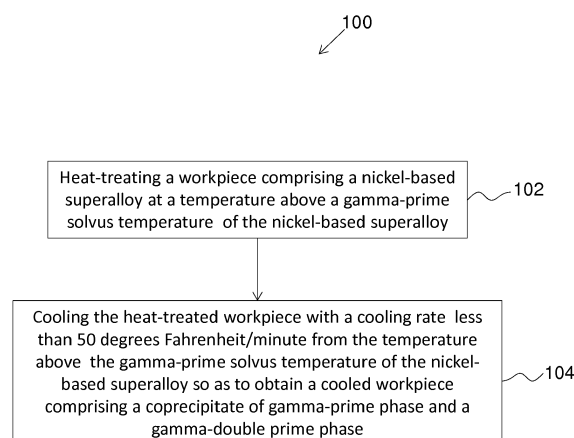 100
Heat-treating a workpiece comprising a nickel-based
superalloy at a temperature above a gamma-prime
solvus temperature of the nickel-based superalloy
102
Cooling the heat-treated workpiece with a cooling rate less
than 50 degrees Fahrenheit/minute from the temperature
above the gamma-prime solvus temperature of the nickel-
based superalloy so as to obtain a cooled workpiece
comprising a coprecipitate of gamma-prime phase and a
gamma-double prime phase
104